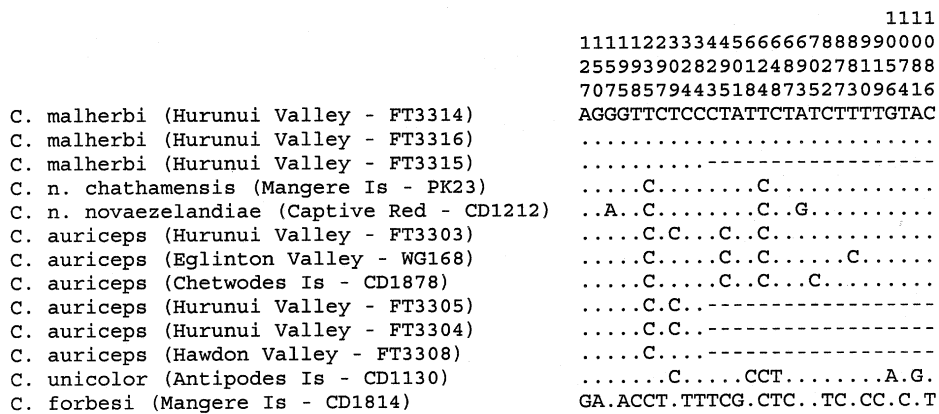 1111
1111122333445666667888990000
2559939028290124890278115788
7075857944351848735273096416
C. malherbi (Hurunui Valley - FT3314) AGGGTTCTCCCTATTCTATCTTTTGTAC
C. malherbi (Hurunui Valley - FT3316) ............................
C. malherbi (Hurunui Valley - FT3315) ..........------------------
C. n. chathamensis (Mangere Is - PK23) .....C........C.............
C. n. novaezelandiae (Captive Red - CD1212) ..A..C........C..G..........
C. auriceps (Hurunui Valley - FT3303) .....C.C...C..C.............
C. auriceps (Eglinton Valley - WG168) .....C.....C..C......C......
C. auriceps (Chetwodes Is - CD1878) .....C.....C..C...C.........
C. auriceps (Hurunui Valley - FT3305) .....C.C..------------------
C. auriceps (Hurunui Valley - FT3304) .....C.C..------------------
C. auriceps (Hawdon Valley - FT3308) .....C....------------------
C. unicolor (Antipodes Is - CD1130) .......C.....CCT........A.G.
C. forbesi (Mangere Is - CD1814) GA.ACCT.TTTCG.CTC..TC.CC.C.T